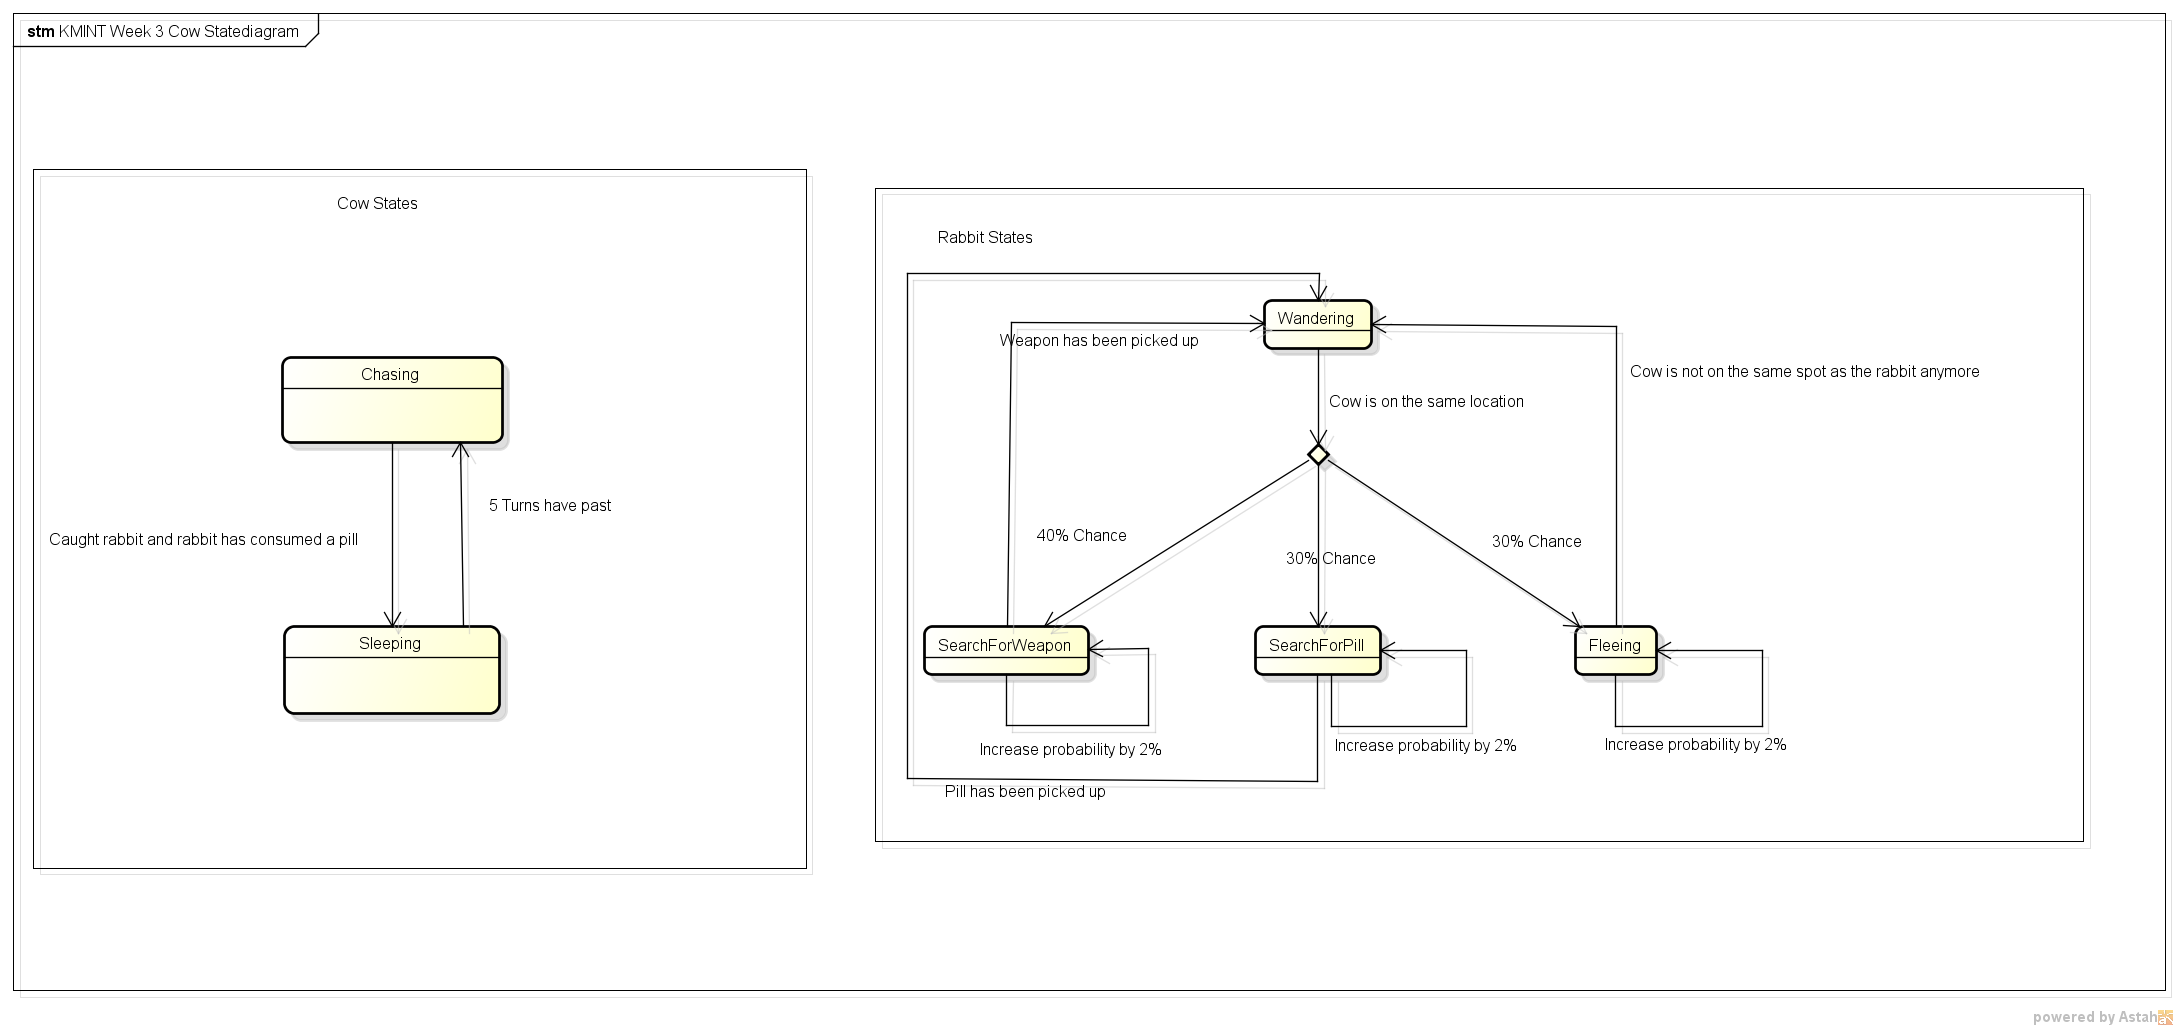 stm KMINT Week 3 Cow Statediagram
Cow States
Chasing
5 Turns have past
Caught rabbit and rabbit has consumed a pill
Sleeping
Rabbit States
Wandering
Weapon has been picked up
Cow is not on the same spot as the rabbit anymore
Cow is on the same location
40% Chance
30% Chance
30% Chance
SearchForWeapon
SearchForPill
Fleeing
Increase probability by 2%
Increase probability by 2%
Increase probability by 2%
Pill has been picked up
powered by Astah